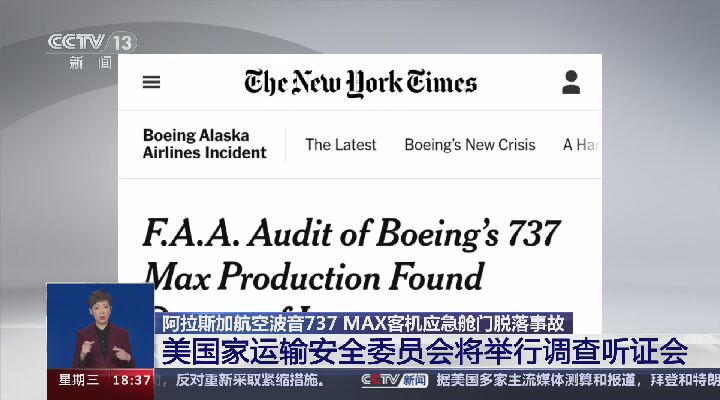 CCTV 13
新闻
The New York Times
Boeing Alaska
Airlines Incident
The Latest
Boeing's New Crisis
A Har
F.A.A. Audit of Boeing's 737
Max Production Found
阿拉斯加航空波音737 MAX客机应急舱门脱落事故
美国家运输安全委员会将举行调查听证会
星期三 18:37
反对重新采取紧缩措施。
CCTV 新闻
据美国多家主流媒体测算和报道，拜登和特朗